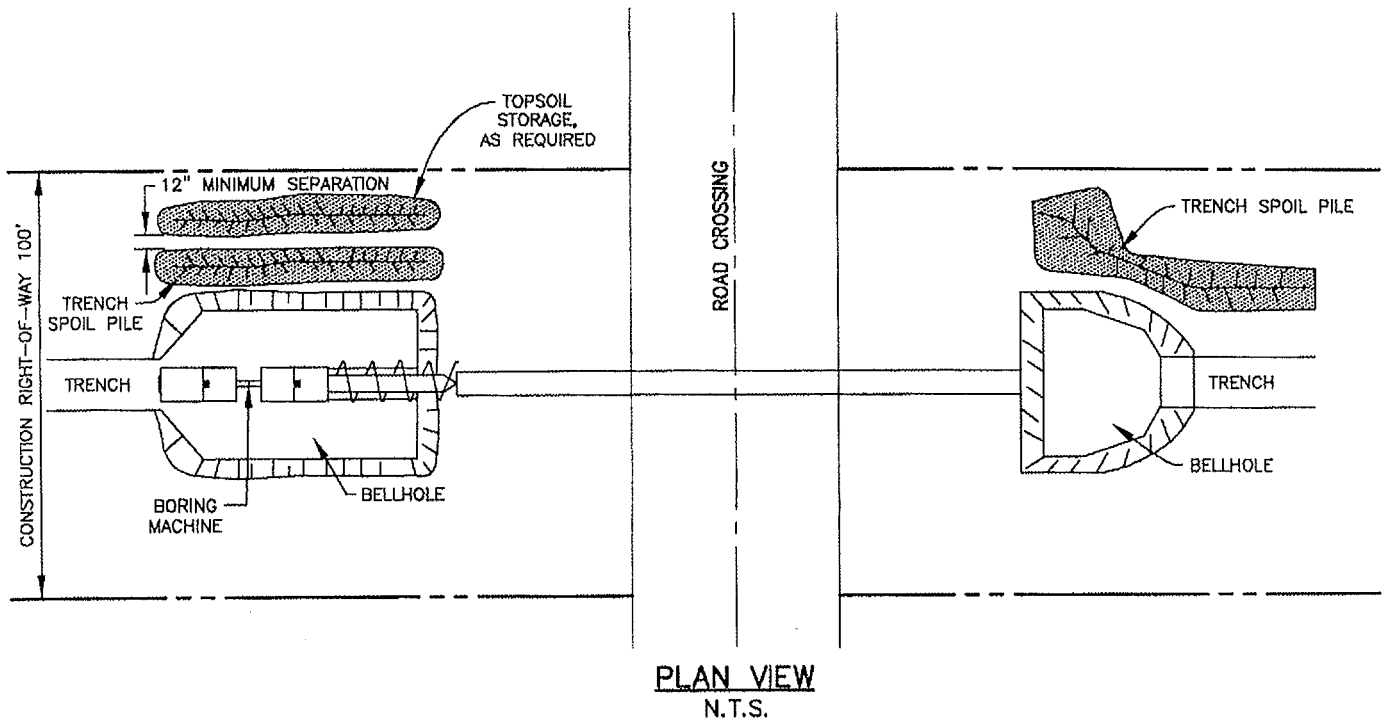 TOPSOIL
STORAGE,
AS REQUIRED
12" MINIMUM SEPARATION
TRENCH SPOIL PILE
ROAD CROSSING
CONSTRUCTION RIGHT-OF-WAY 100'
TRENCH
SPOIL PILE
TRENCH
TRENCH
BELLHOLE
BELLHOLE
BORING
MACHINE
PLAN VIEW
N.T.S.